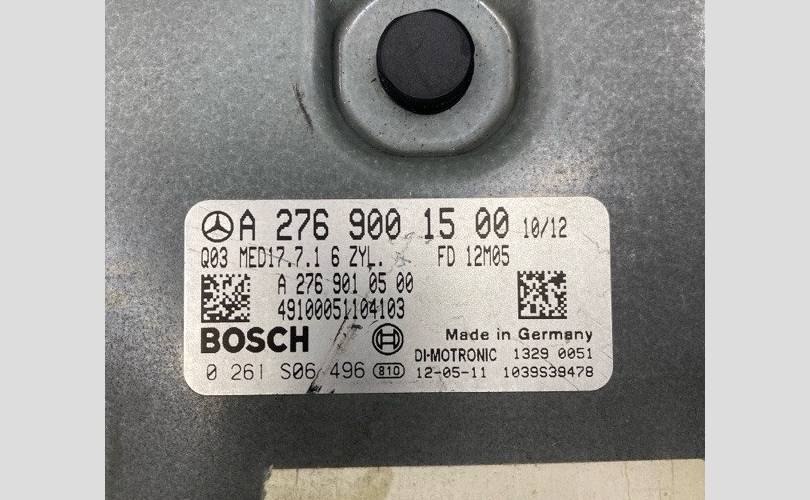 A 276 900 15 00 10/12
Q03 MED17.7.1 6 ZYL. FD 12M05
A 276 901 05 00
49100051104103
BOSCH Made in Germany
DI-MOTRONIC 1329 0051
0 261 S06 496 810 12-05-11 1039S39478